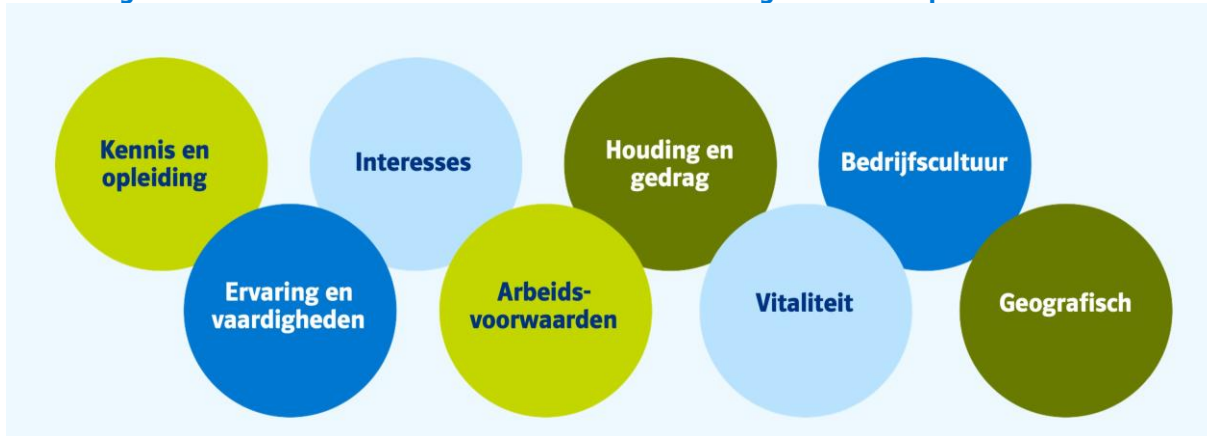 Kennis en
opleiding
Interesses
Houding en
gedrag
Bedrijfscultuur
Ervaring en
vaardigheden
Arbeids-
voorwaarden
Vitaliteit
Geografisch